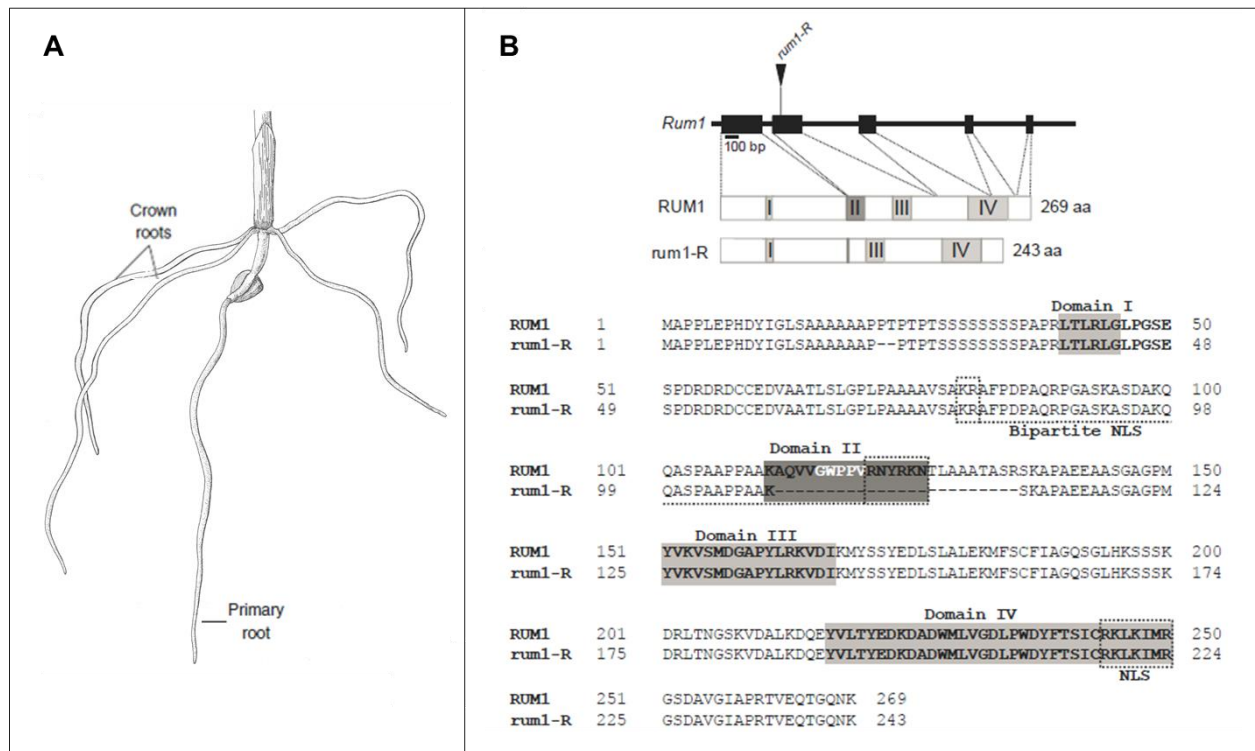 A
Crown
roots
Primary
root
B
rum1-R
Rum1
100 bp
RUM1 I II III IV 269 aa
rum1-R I III IV 243 aa
Domain I
RUM1 1 MAPPLEPHDYIGLSAAAAAAPPTPTPTSSSSSSSSPAPRLTLRLGLPGSE 50
rum1-R 1 MAPPLEPHDYIGLSAAAAAAP--PTPTSSSSSSSSPAPRLTLRLGLPGSE 48
RUM1 51 SPDRDRDCCEDVAATLSLGPLPAAAAVSAKRAFPDPAQRPGASKASDAKQ 100
rum1-R 49 SPDRDRDCCEDVAATLSLGPLPAAAAVSAKRAFPDPAQRPGASKASDAKQ 98
Bipartite NLS
Domain II
RUM1 101 QASPAAPPAAKAQVVGWPPVRNYRKNTLAAATASRSKAPAEEAASGAGPM 150
rum1-R 99 QASPAAPPAAK------------------------SKAPAEEAASGAGPM 124
Domain III
RUM1 151 YVKVSMDGAPYLRKVDIKMYSSYEDLSLALEKMFSCFIAGQSGLHKSSSK 200
rum1-R 125 YVKVSMDGAPYLRKVDIKMYSSYEDLSLALEKMFSCFIAGQSGLHKSSSK 174
Domain IV
RUM1 201 DRLTNGSKVDALKDQEYVLTYEDKDADWMLVGDLPWDYFTSICRKLKIMR 250
rum1-R 175 DRLTNGSKVDALKDQEYVLTYEDKDADWMLVGDLPWDYFTSICRKLKIMR 224
NLS
RUM1 251 GSDAVGIAPRTVEQTGQNK 269
rum1-R 225 GSDAVGIAPRTVEQTGQNK 243